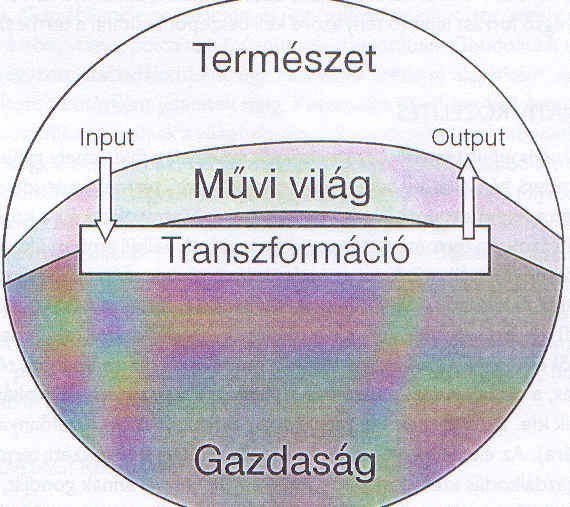 Természet
Input
Output
Művi világ
Transzformáció
Gazdaság